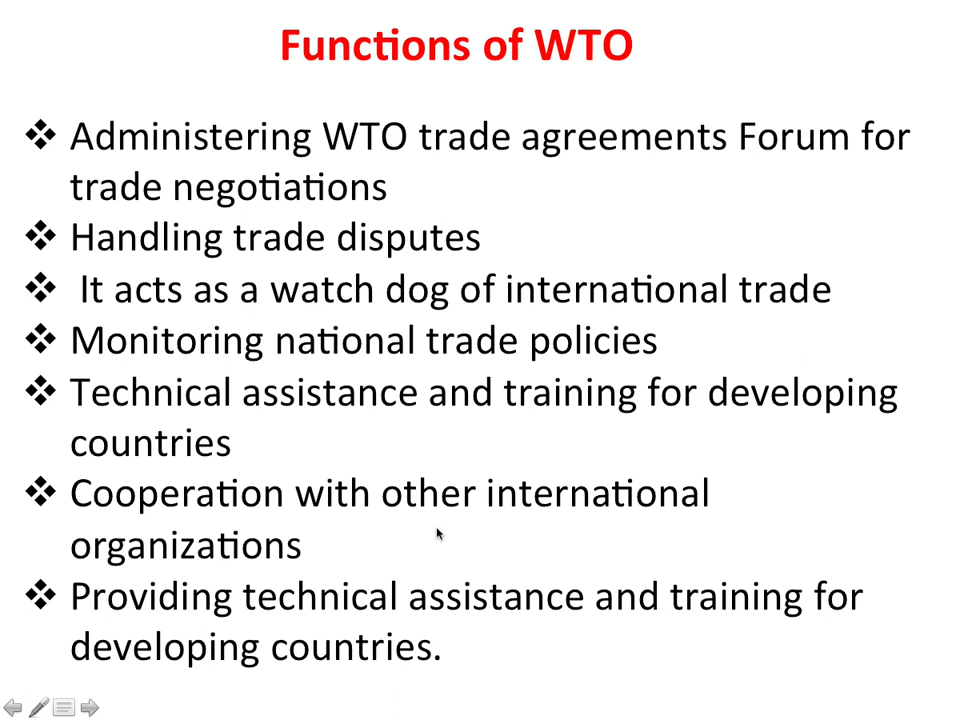 Functions of WTO
❖ Administering WTO trade agreements Forum for
trade negotiations
❖ Handling trade disputes
❖ It acts as a watch dog of international trade
❖ Monitoring national trade policies
❖ Technical assistance and training for developing
countries
❖ Cooperation with other international
organizations
❖ Providing technical assistance and training for
developing countries.